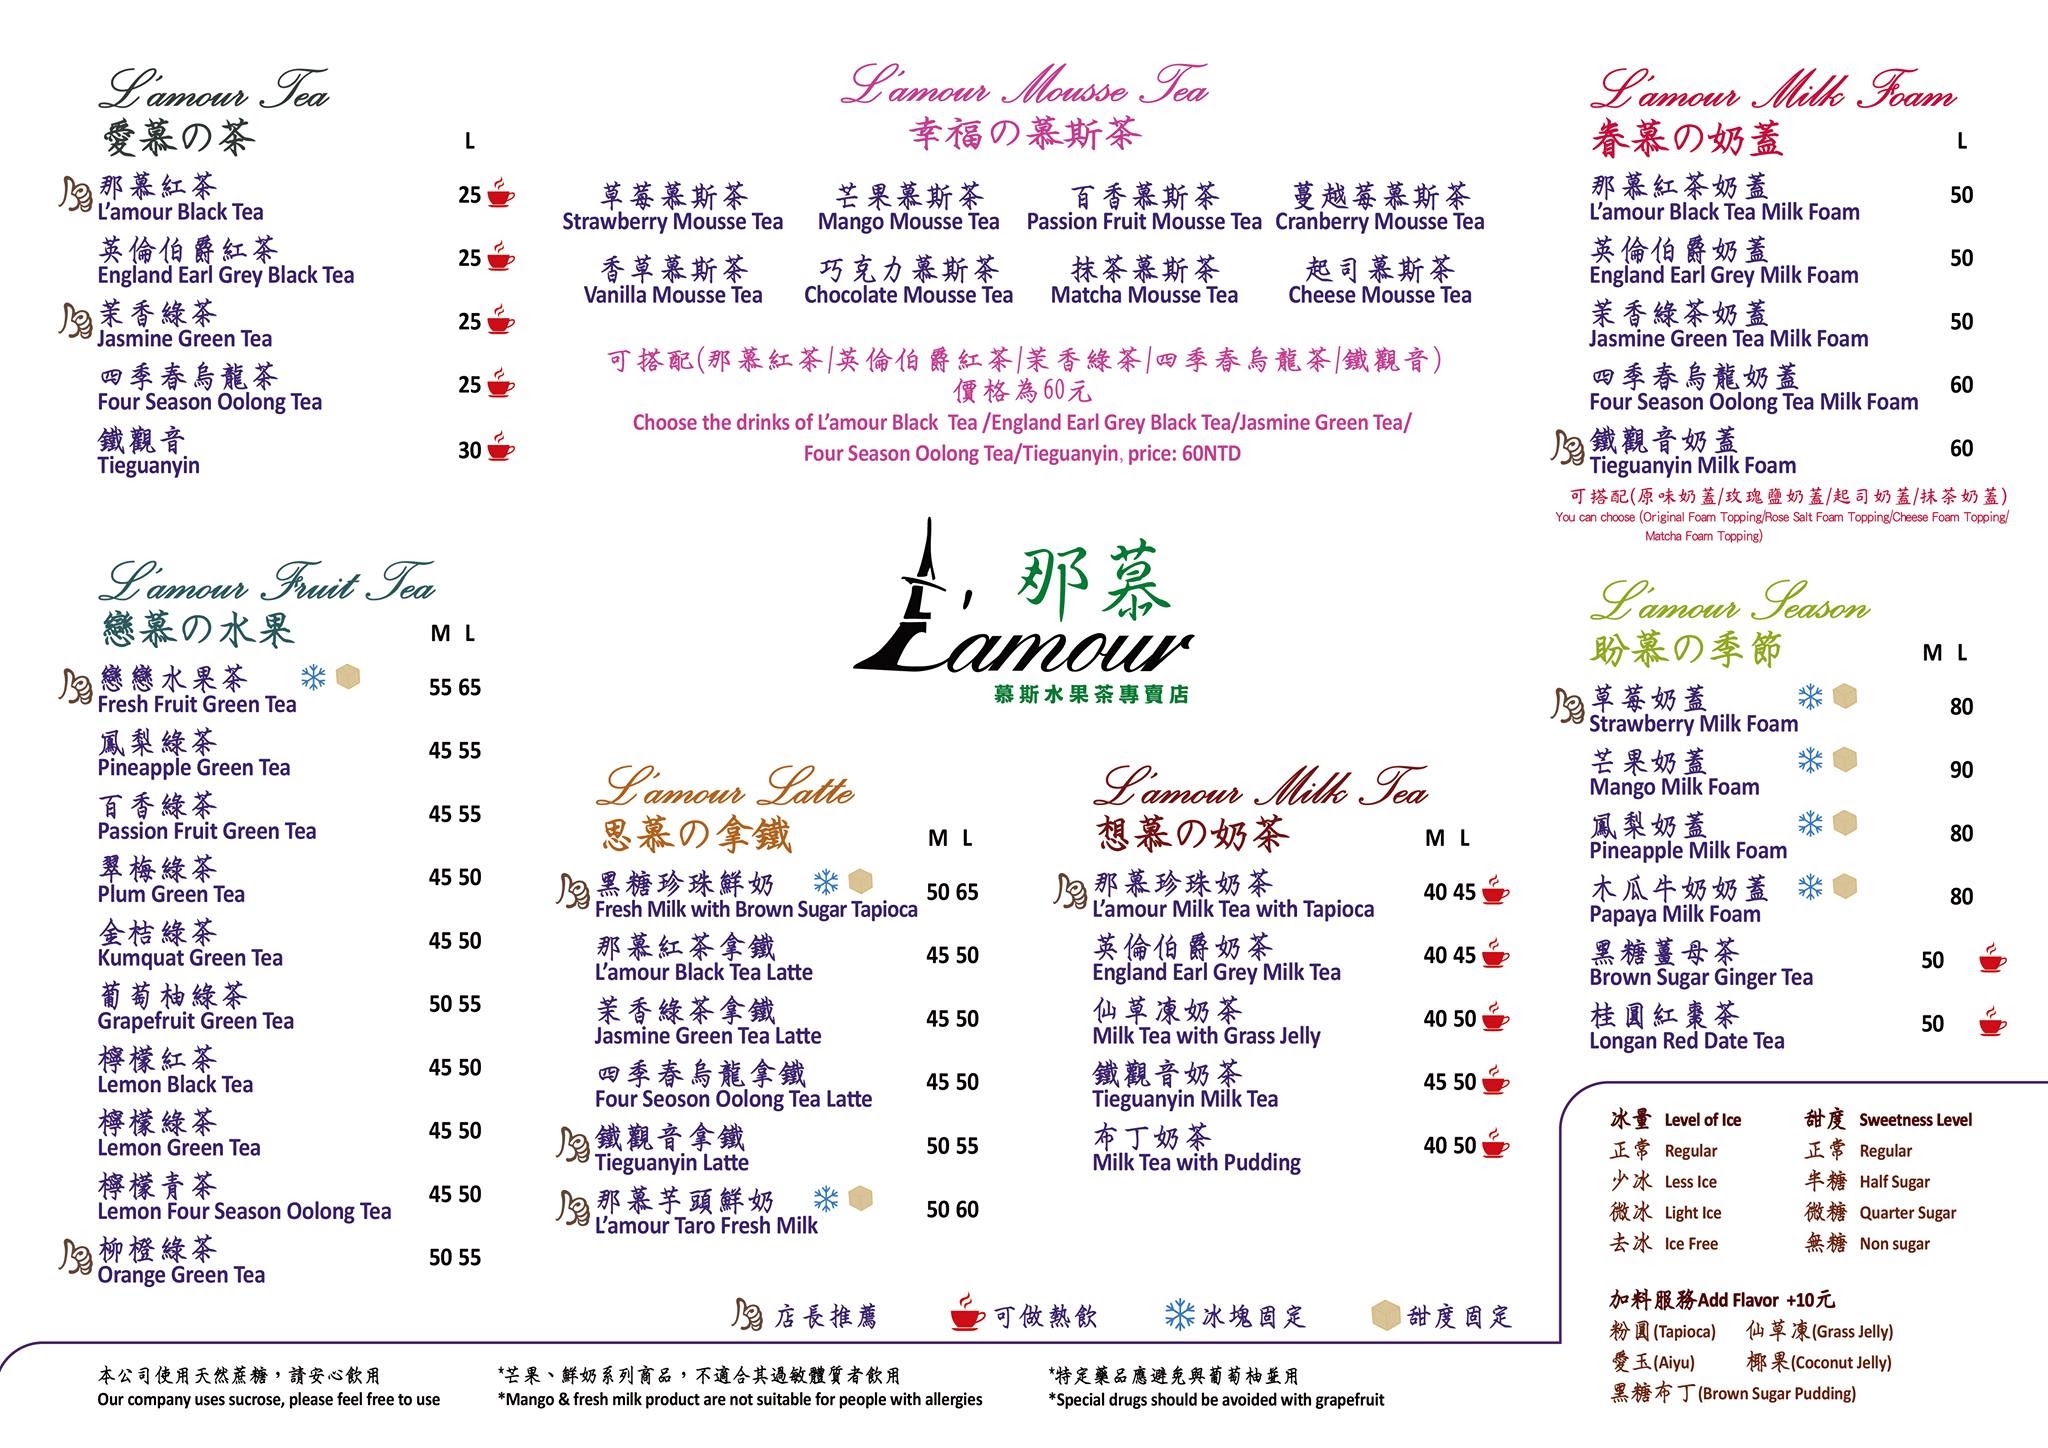 L'amour Tea
愛慕の茶
L
那慕紅茶
L'amour Black Tea
25
英倫伯爵紅茶
England Earl Grey Black Tea
25
茉香綠茶
Jasmine Green Tea
25
四季春烏龍茶
Four Season Oolong Tea
25
鐵觀音
Tieguanyin
30
L'amour Fruit Tea
戀慕の水果
M L
戀戀水果茶
Fresh Fruit Green Tea
55 65
鳳梨綠茶
Pineapple Green Tea
45 55
百香綠茶
Passion Fruit Green Tea
45 55
翠梅綠茶
Plum Green Tea
45 50
金桔綠茶
Kumquat Green Tea
45 50
葡萄柚綠茶
Grapefruit Green Tea
50 55
檸檬紅茶
Lemon Black Tea
45 50
檸檬綠茶
Lemon Green Tea
45 50
檸檬青茶
Lemon Four Season Oolong Tea
45 50
柳橙綠茶
Orange Green Tea
50 55
L'amour Mousse Tea
幸福の慕斯茶
草莓慕斯茶 芒果慕斯茶 百香慕斯茶 蔓越莓慕斯茶
Strawberry Mousse Tea Mango Mousse Tea Passion Fruit Mousse Tea Cranberry Mousse Tea
香草慕斯茶 巧克力慕斯茶 抹茶慕斯茶 起司慕斯茶
Vanilla Mousse Tea Chocolate Mousse Tea Matcha Mousse Tea Cheese Mousse Tea
可搭配(那慕紅茶/英倫伯爵紅茶/茉香綠茶/四季春烏龍茶/鐵觀音)
價格為60元
Choose the drinks of L'amour Black Tea /England Earl Grey Black Tea/Jasmine Green Tea/
Four Season Oolong Tea/Tieguanyin, price: 60NTD
那慕
L'amour
慕斯水果茶專賣店
L'amour Latte
思慕の拿鐵
M L
黑糖珍珠鮮奶
Fresh Milk with Brown Sugar Tapioca
50 65
那慕紅茶拿鐵
L'amour Black Tea Latte
45 50
茉香綠茶拿鐵
Jasmine Green Tea Latte
45 50
四季春烏龍拿鐵
Four Seoson Oolong Tea Latte
45 50
鐵觀音拿鐵
Tieguanyin Latte
50 55
那慕芋頭鮮奶
L'amour Taro Fresh Milk
50 60
L'amour Milk Tea
想慕の奶茶
M L
那慕珍珠奶茶
L'amour Milk Tea with Tapioca
40 45
英倫伯爵奶茶
England Earl Grey Milk Tea
40 45
仙草凍奶茶
Milk Tea with Grass Jelly
40 50
鐵觀音奶茶
Tieguanyin Milk Tea
45 50
布丁奶茶
Milk Tea with Pudding
40 50
L'amour Milk Foam
眷慕の奶蓋
L
那慕紅茶奶蓋
L'amour Black Tea Milk Foam
50
英倫伯爵奶蓋
England Earl Grey Milk Foam
50
茉香綠茶奶蓋
Jasmine Green Tea Milk Foam
50
四季春烏龍奶蓋
Four Season Oolong Tea Milk Foam
60
鐵觀音奶蓋
Tieguanyin Milk Foam
60
可搭配(原味奶蓋/玫瑰鹽奶蓋/起司奶蓋/抹茶奶蓋)
You can choose (Original Foam Topping/Rose Salt Foam Topping/Cheese Foam Topping/
Matcha Foam Topping)
L'amour Season
盼慕の季節
M L
草莓奶蓋
Strawberry Milk Foam
80
芒果奶蓋
Mango Milk Foam
90
鳳梨奶蓋
Pineapple Milk Foam
80
木瓜牛奶奶蓋
Papaya Milk Foam
80
黑糖薑母茶
Brown Sugar Ginger Tea
50
桂圓紅棗茶
Longan Red Date Tea
50
冰量 Level of Ice 甜度 Sweetness Level
正常 Regular 正常 Regular
少冰 Less Ice 半糖 Half Sugar
微冰 Light Ice 微糖 Quarter Sugar
去冰 Ice Free 無糖 Non sugar
加料服務Add Flavor +10元
粉圓(Tapioca) 仙草凍(Grass Jelly)
愛玉(Aiyu) 椰果(Coconut Jelly)
黑糖布丁(Brown Sugar Pudding)
店長推薦 可做熱飲 冰塊固定 甜度固定
本公司使用天然蔗糖，請安心飲用
Our company uses sucrose, please feel free to use
*芒果、鮮奶系列商品，不適合其過敏體質者飲用
*Mango & fresh milk product are not suitable for people with allergies
*特定藥品應避免與葡萄柚並用
*Special drugs should be avoided with grapefruit